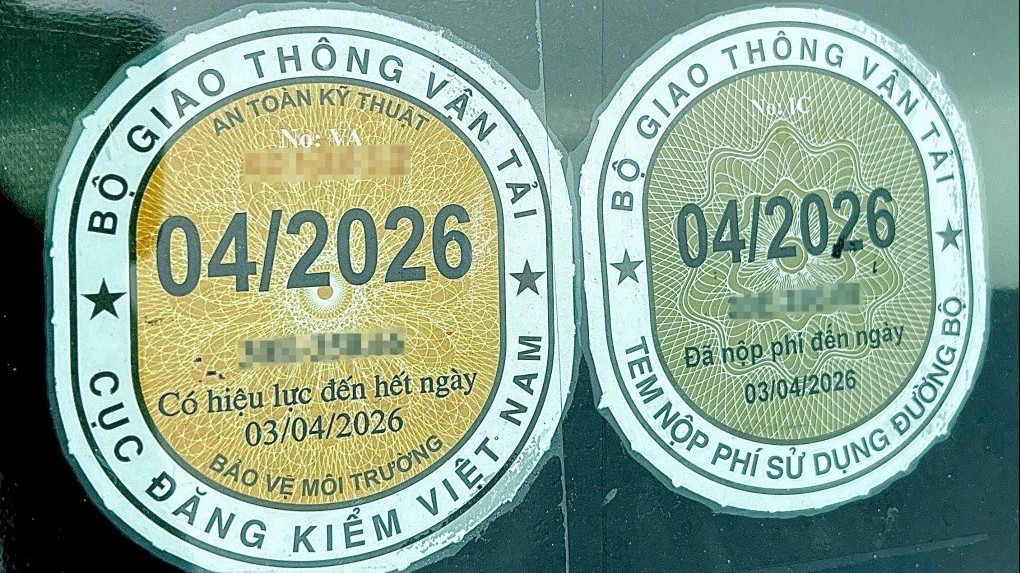 BỘ GIAO THÔNG VẬN TẢI
AN TOÀN KỸ THUẬT
No: VA
04/2026
Có hiệu lực đến hết ngày
03/04/2026
BẢO VỆ MÔI TRƯỜNG
CỤC ĐĂNG KIỂM VIỆT NAM
BỘ GIAO THÔNG VẬN TẢI
No. IC
04/2026
Đã nộp phí đến ngày
03/04/2026
TEM NỘP PHÍ SỬ DỤNG ĐƯỜNG BỘ